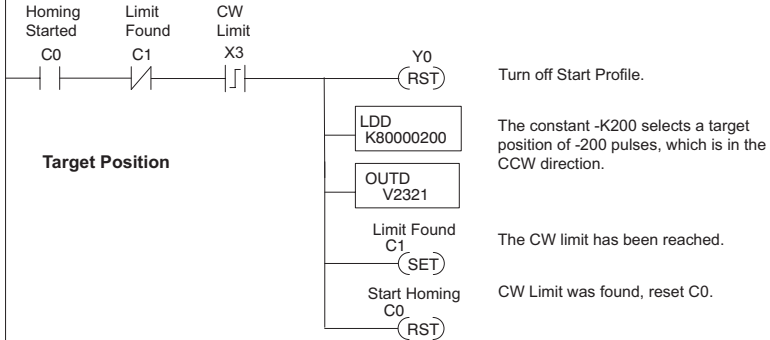 Homing Started
C0
Limit Found
C1
CW Limit
X3
Y0
RST
Turn off Start Profile.
LDD
K80000200
The constant -K200 selects a target
position of -200 pulses, which is in the
CCW direction.
Target Position
OUTD
V2321
Limit Found
C1
SET
The CW limit has been reached.
Start Homing
C0
RST
CW Limit was found, reset C0.